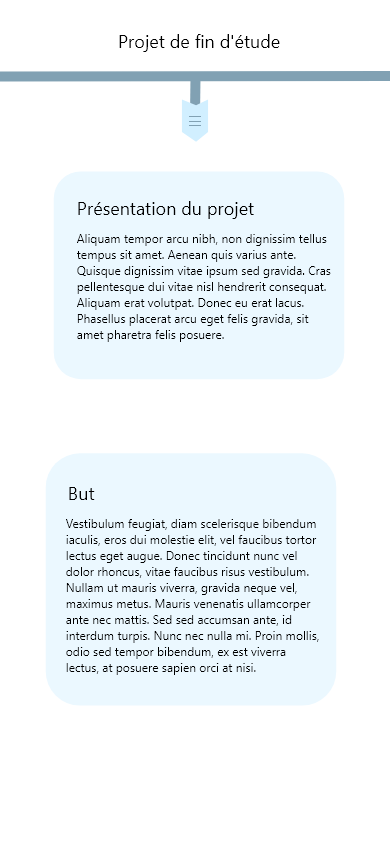 Projet de fin d'étude
Présentation du projet
Aliquam tempor arcu nibh, non dignissim tellus
tempus sit amet. Aenean quis varius ante.
Quisque dignissim vitae ipsum sed gravida. Cras
pellentesque dui vitae nisl hendrerit consequat.
Aliquam erat volutpat. Donec eu erat lacus.
Phasellus placerat arcu eget felis gravida, sit
amet pharetra felis posuere.
But
Vestibulum feugiat, diam scelerisque bibendum
iaculis, eros dui molestie elit, vel faucibus tortor
lectus eget augue. Donec tincidunt nunc vel
dolor rhoncus, vitae faucibus risus vestibulum.
Nullam ut mauris viverra, gravida neque vel,
maximus metus. Mauris venenatis ullamcorper
ante nec mattis. Sed sed accumsan ante, id
interdum turpis. Nunc nec nulla mi. Proin mollis,
odio sed tempor bibendum, ex est viverra
lectus, at posuere sapien orci at nisi.